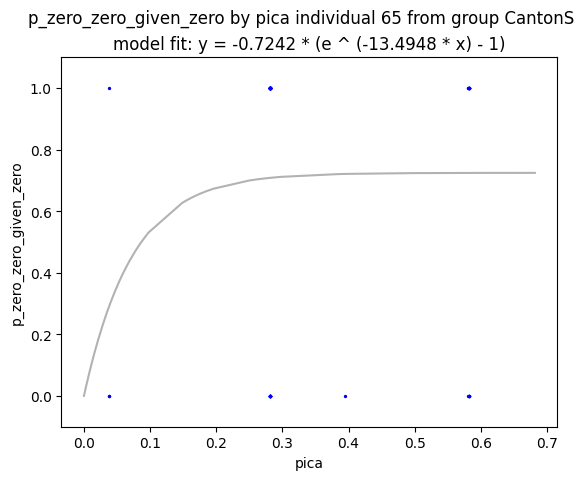 p_zero_zero_given_zero by pica individual 65 from group CantonS
model fit: y = -0.7242 * (e ^ (-13.4948 * x) - 1)
1.0
0.8
0.6
0.4
0.2
0.0
p_zero_zero_given_zero
0.0 0.1 0.2 0.3 0.4 0.5 0.6 0.7
pica